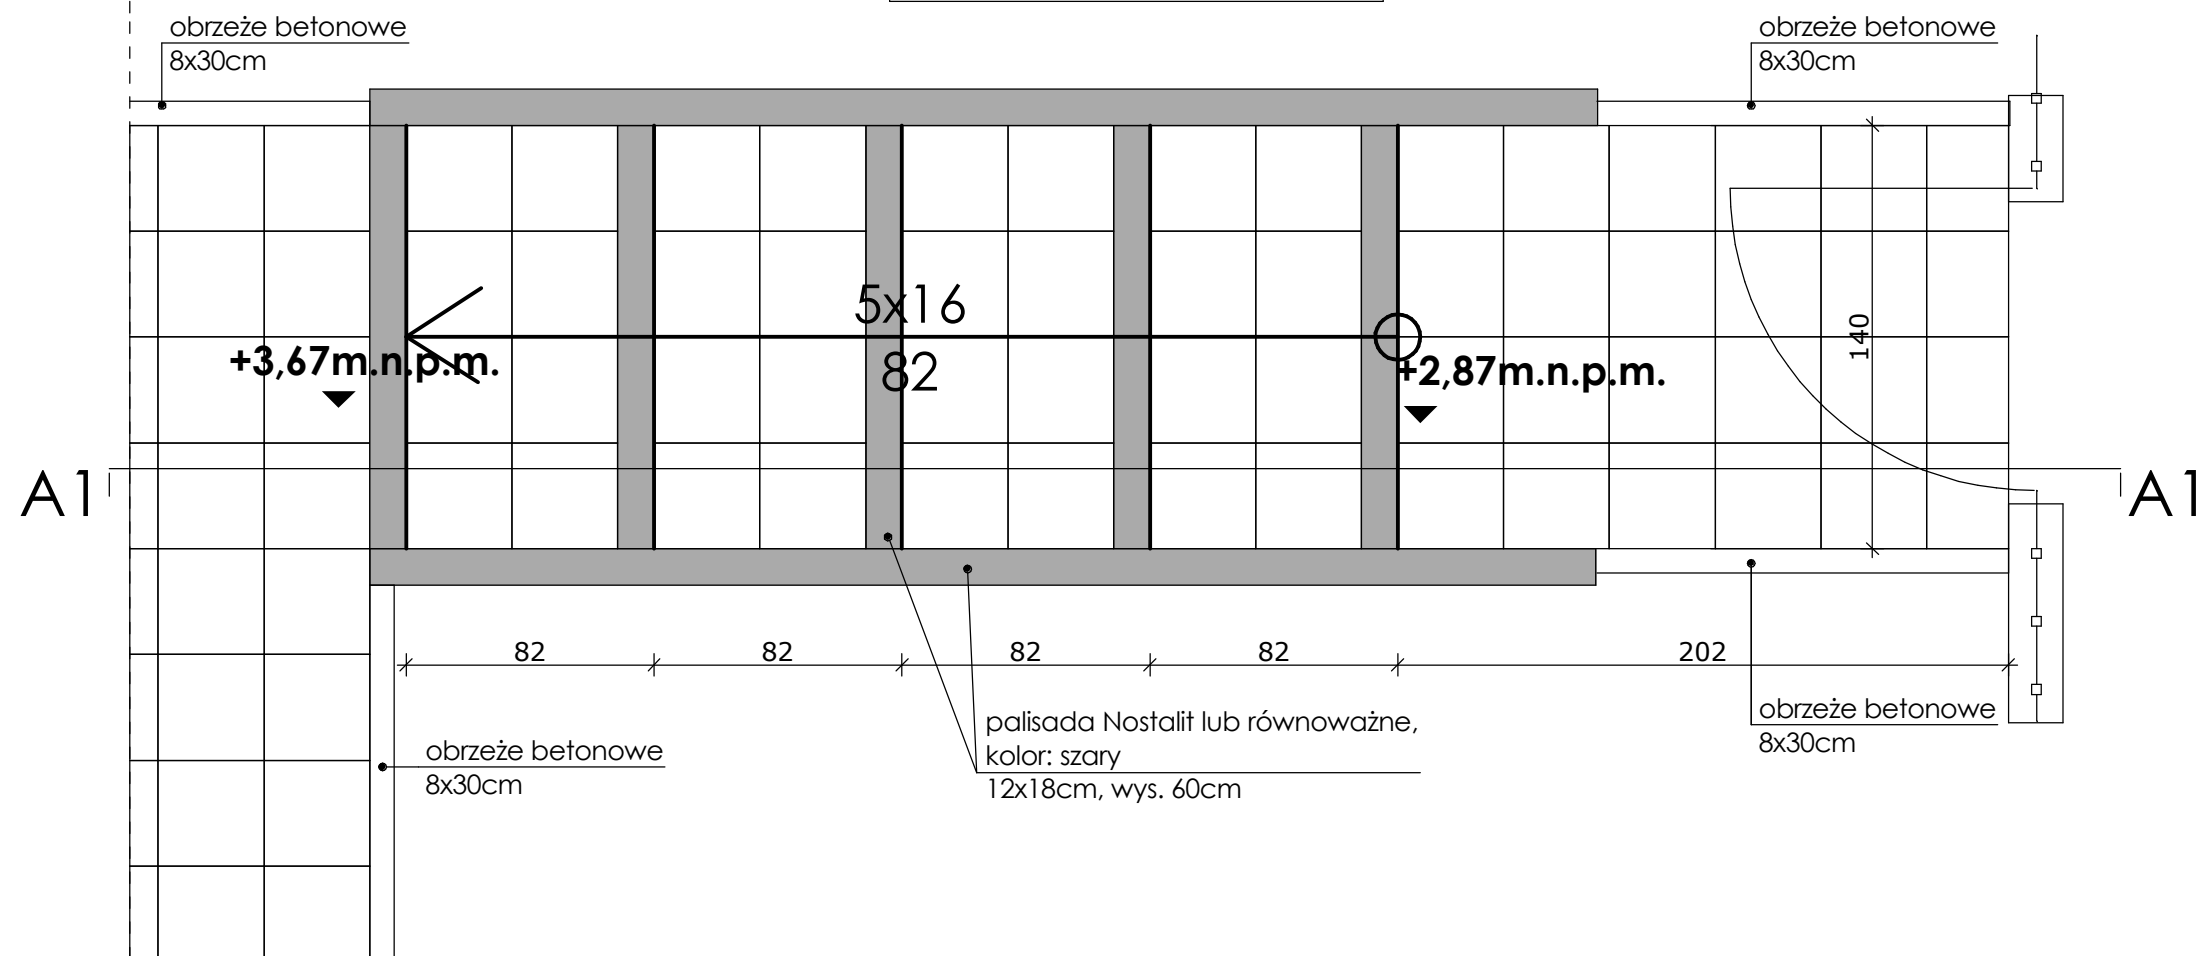 obrzeże betonowe
8x30cm
obrzeże betonowe
8x30cm
5x16
82
+3,67m.n.p.m.
+2,87m.n.p.m.
140
A1
A1
82
82
82
82
202
palisada Nostalit lub równoważne,
kolor: szary
12x18cm, wys. 60cm
obrzeże betonowe
8x30cm
obrzeże betonowe
8x30cm